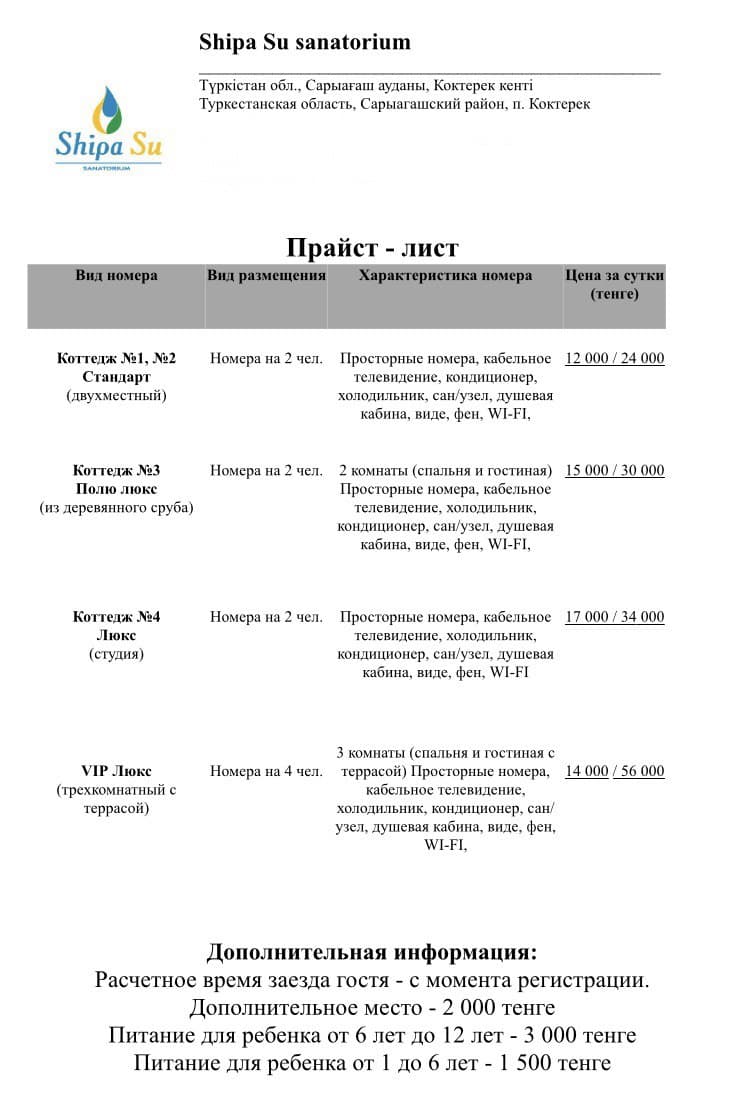 Shipa Su sanatorium
Түркістан обл., Сарыағаш ауданы, Коктерек кенті
Туркестанская область, Сарыагашский район, п. Коктерек
Shipa Su
SANATORIUM
Прайст - лист
Вид номера
Вид размещения
Характеристика номера
Цена за сутки
(тенге)
Коттедж №1, №2
Стандарт
(двухместный)
Номера на 2 чел.
Просторные номера, кабельное
телевидение, кондиционер,
холодильник, сан/узел, душевая
кабина, виде, фен, WI-FI,
12 000 / 24 000
Коттедж №3
Полю люкс
(из деревянного сруба)
Номера на 2 чел.
2 комнаты (спальня и гостиная)
Просторные номера, кабельное
телевидение, холодильник,
кондиционер, сан/узел, душевая
кабина, виде, фен, WI-FI,
15 000 / 30 000
Коттедж №4
Люкс
(студия)
Номера на 2 чел.
Просторные номера, кабельное
телевидение, холодильник,
кондиционер, сан/узел, душевая
кабина, виде, фен, WI-FI
17 000 / 34 000
VIP Люкс
(трехкомнатный с
террасой)
Номера на 4 чел.
3 комнаты (спальня и гостиная с
террасой) Просторные номера,
кабельное телевидение,
холодильник, кондиционер, сан/
узел, душевая кабина, виде, фен,
WI-FI,
14 000 / 56 000
Дополнительная информация:
Расчетное время заезда гостя - с момента регистрации.
Дополнительное место - 2 000 тенге
Питание для ребенка от 6 лет до 12 лет - 3 000 тенге
Питание для ребенка от 1 до 6 лет - 1 500 тенге